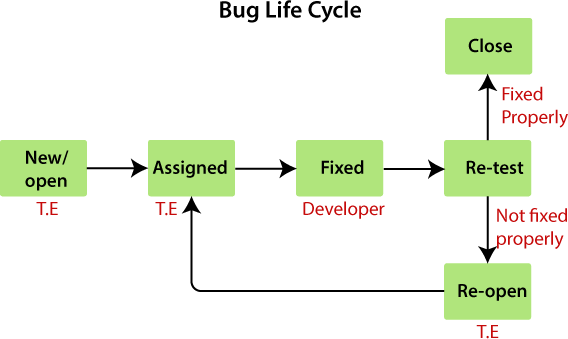 Bug Life Cycle
Close
Fixed
Properly
New/
open
T.E
Assigned
T.E
Fixed
Developer
Re-test
Not fixed
properly
Re-open
T.E